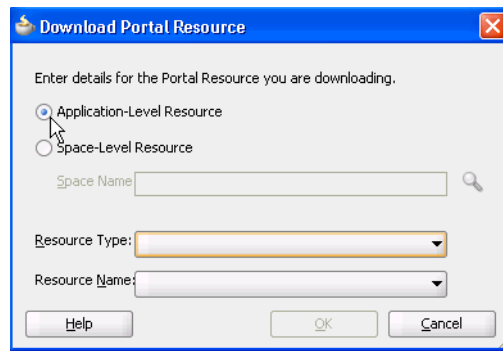 Download Portal Resource
Enter details for the Portal Resource you are downloading.
Application-Level Resource
Space-Level Resource
Space Name
Resource Type:
Resource Name:
Help OK Cancel